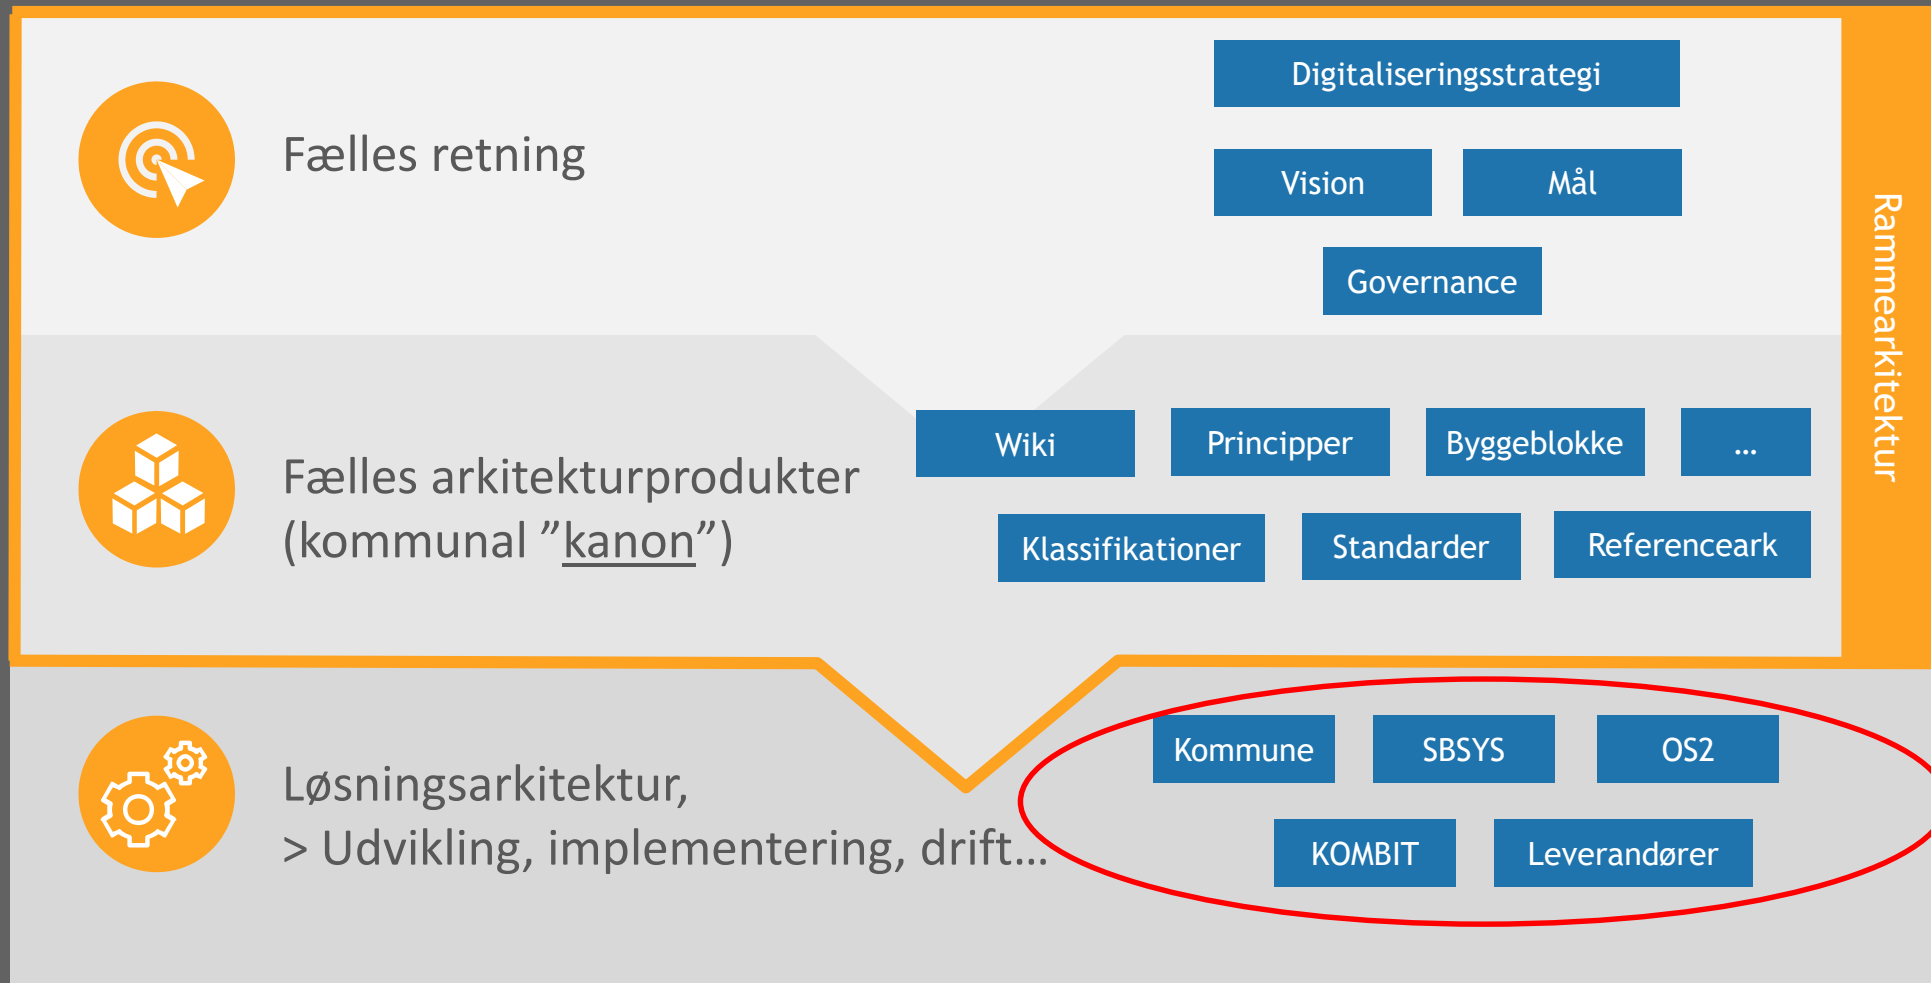 Fælles retning
Digitaliseringsstrategi
Vision
Mål
Governance
Rammearkitektur
Fælles arkitekturprodukter
(kommunal ”kanon”)
Wiki
Principper
Byggeblokke
...
Klassifikationer
Standarder
Referenceark
Løsningsarkitektur,
> Udvikling, implementering, drift...
Kommune
SBSYS
OS2
KOMBIT
Leverandører